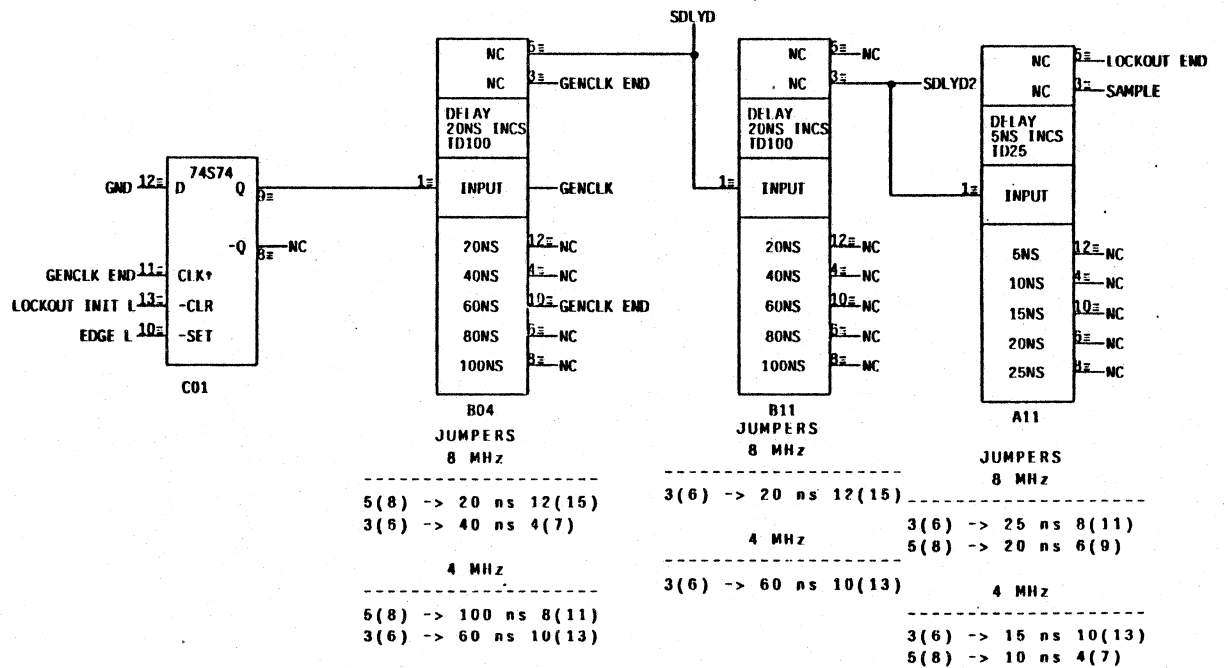 SDLYD
74S74
GND 12 D Q 9
-Q 8 NC
GENCLK END 11 CLK↑
LOCKOUT INIT L 13 -CLR
EDGE L 10 -SET
C01
NC 5
NC 3 GENCLK END
DELAY
20NS INCS
TD100
1 INPUT GENCLK
20NS 12 NC
40NS 4 NC
60NS 10 GENCLK END
80NS 6 NC
100NS 8 NC
B04
JUMPERS
8 MHz
5(8) -> 20 ns 12(15)
3(6) -> 40 ns 4(7)
4 MHz
5(8) -> 100 ns 8(11)
3(6) -> 60 ns 10(13)
NC 5 NC
NC 3 SDLYD2
DELAY
20NS INCS
TD100
1 INPUT
20NS 12 NC
40NS 4 NC
60NS 10 NC
80NS 6 NC
100NS 8 NC
B11
JUMPERS
8 MHz
3(6) -> 20 ns 12(15)
4 MHz
3(6) -> 60 ns 10(13)
NC 5 LOCKOUT END
NC 3 SAMPLE
DELAY
5NS INCS
TD25
1 INPUT
5NS 12 NC
10NS 4 NC
15NS 10 NC
20NS 6 NC
25NS 8 NC
A11
JUMPERS
8 MHz
3(6) -> 25 ns 8(11)
5(8) -> 20 ns 6(9)
4 MHz
3(6) -> 15 ns 10(13)
5(8) -> 10 ns 4(7)